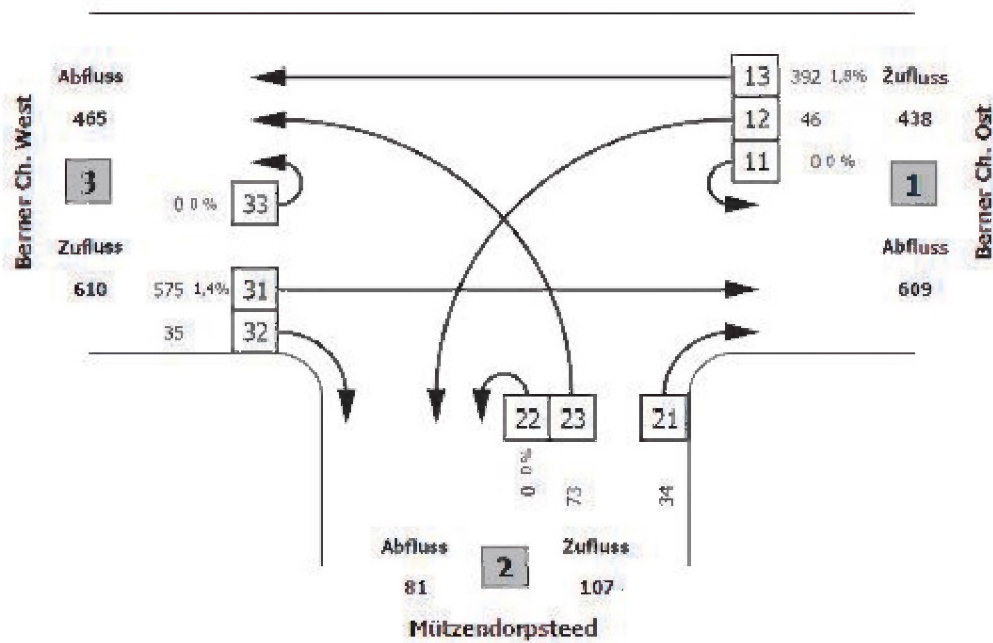 Abfluss
465
Berner Ch. West
3
0 0 %
33
Zufluss
610
575 1,4% 31
35
32
13 392 1,8% Zufluss
12 46 438
11 0 0 %
1
Berner Ch. Ost
Abfluss
609
22 23 21
0 0 %
73
34
Abfluss
81
2
Zufluss
107
Mützendorpsteed